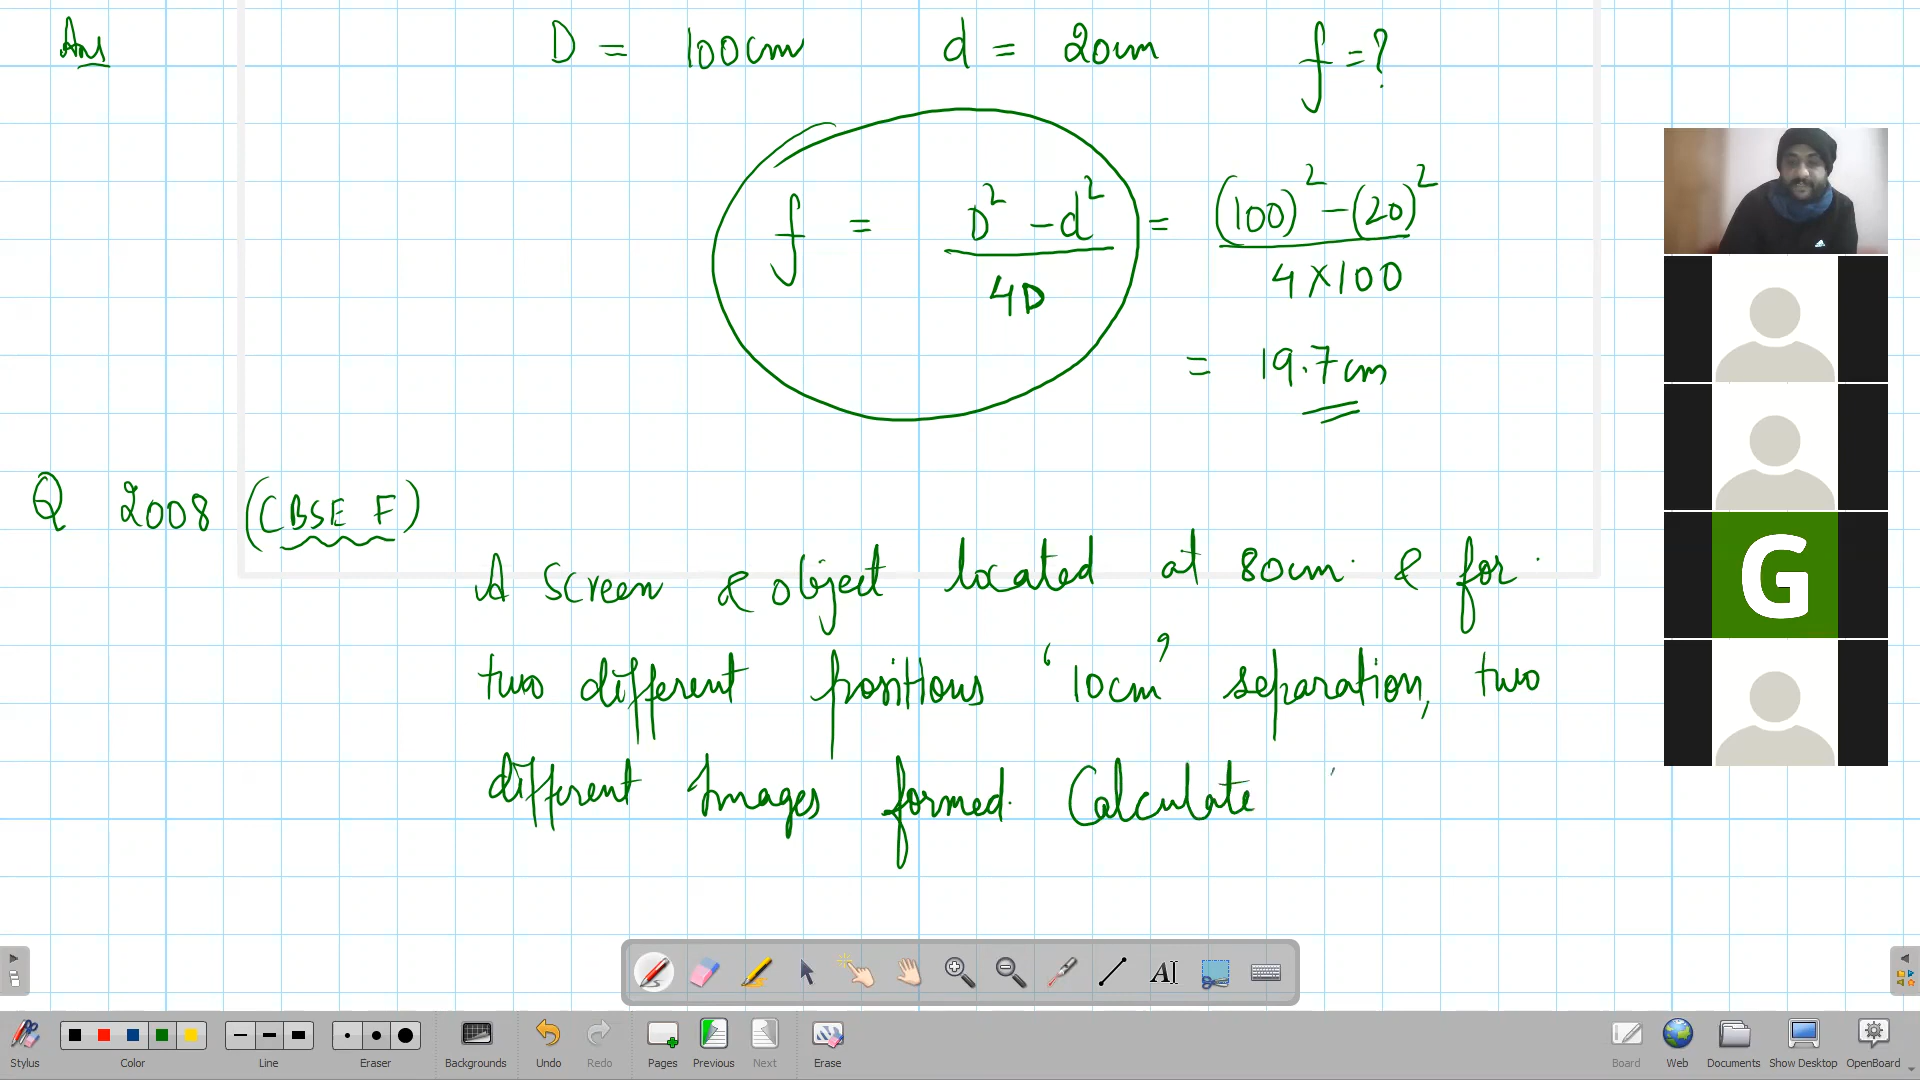 Ans D = 100cm d = 20cm f = ?
f = D² - d² / 4D = (100)² - (20)² / 4 X 100
= 19.7cm
Q 2008 (CBSE F)
A Screen & object located at 80cm. & for
two different positions '10cm' separation, two
different Images formed. Calculate
G
AI
Stylus Color Line Eraser Backgrounds Undo Redo Pages Previous Next Erase Board Web Documents Show Desktop OpenBoard